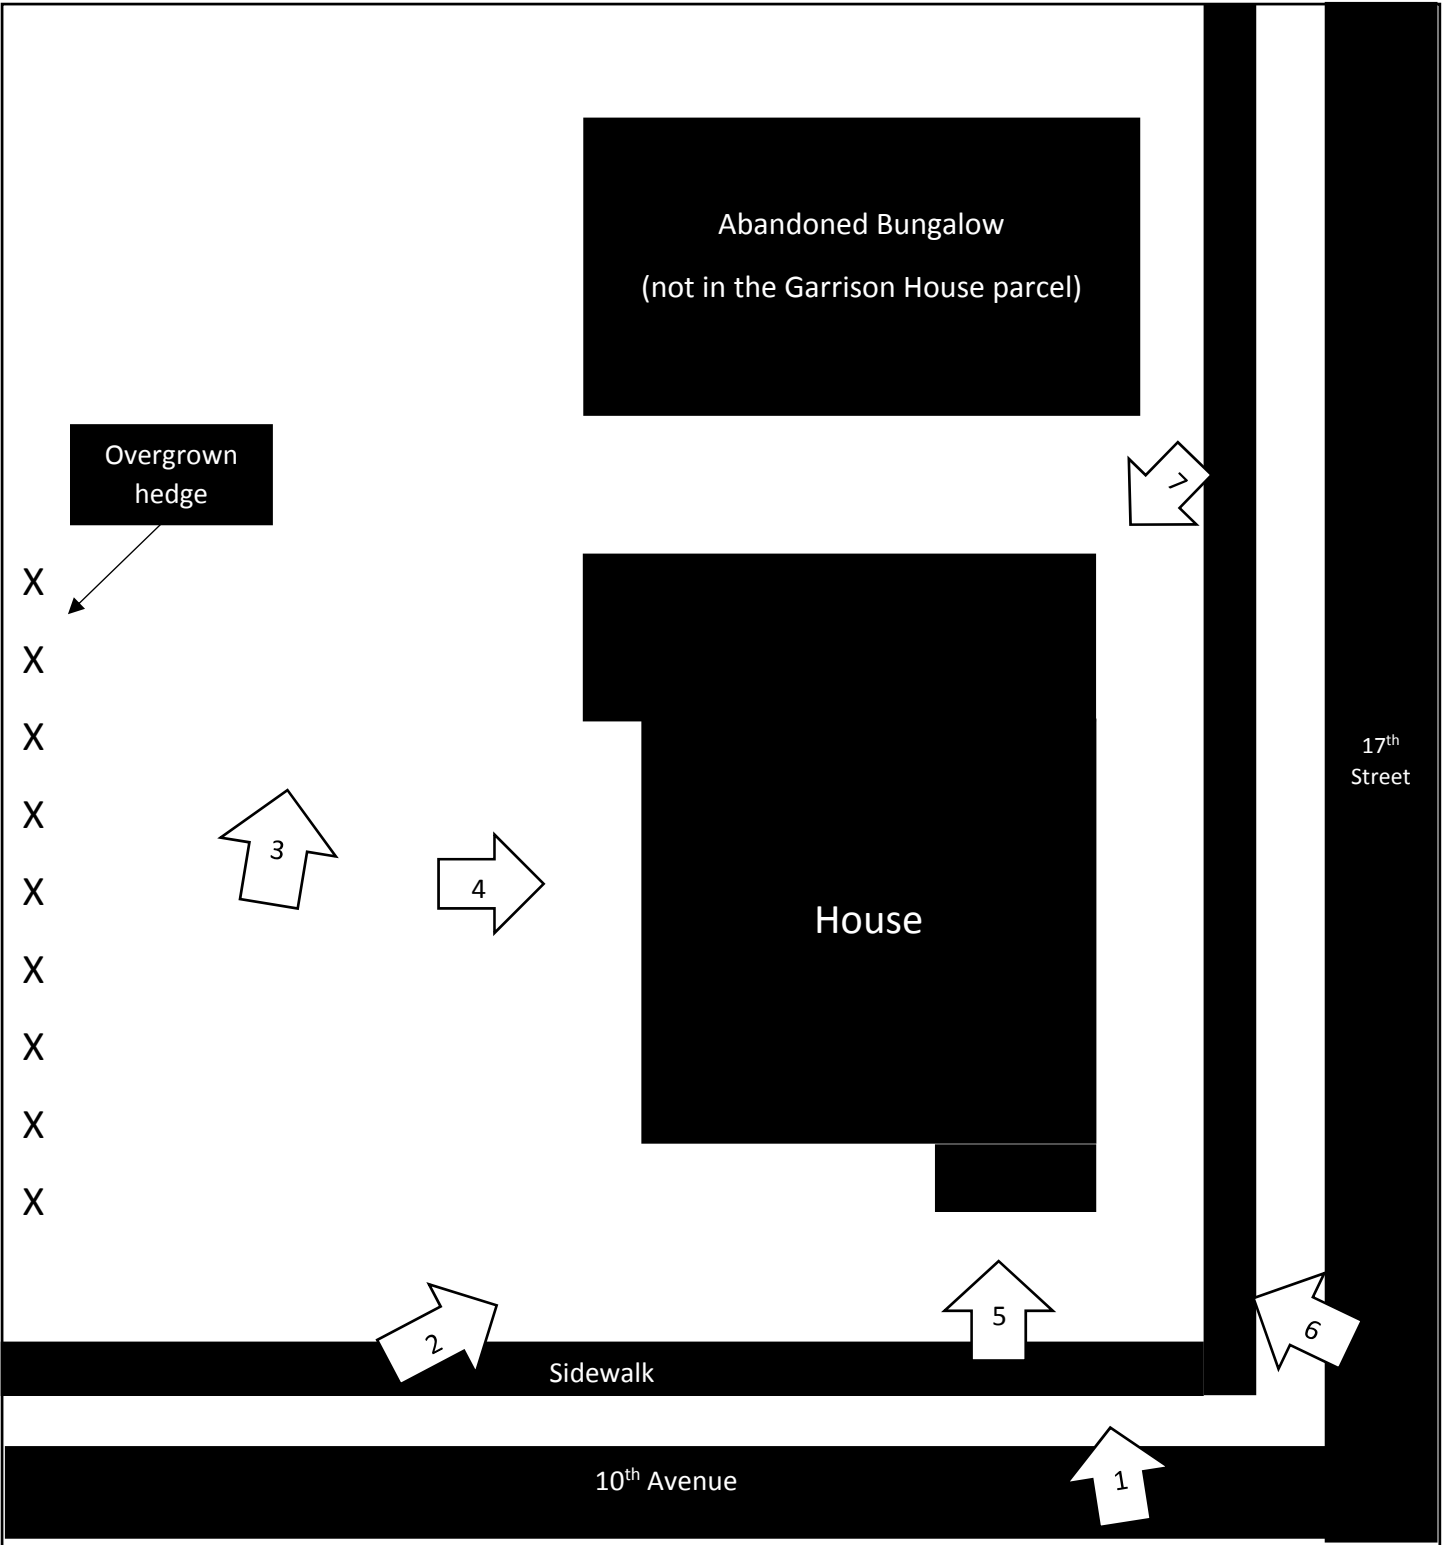 Abandoned Bungalow
(not in the Garrison House parcel)
Overgrown
hedge
7
X
X
X
17th
Street
X
3
4
X
House
X
X
X
X
5
6
2
Sidewalk
10th Avenue
1